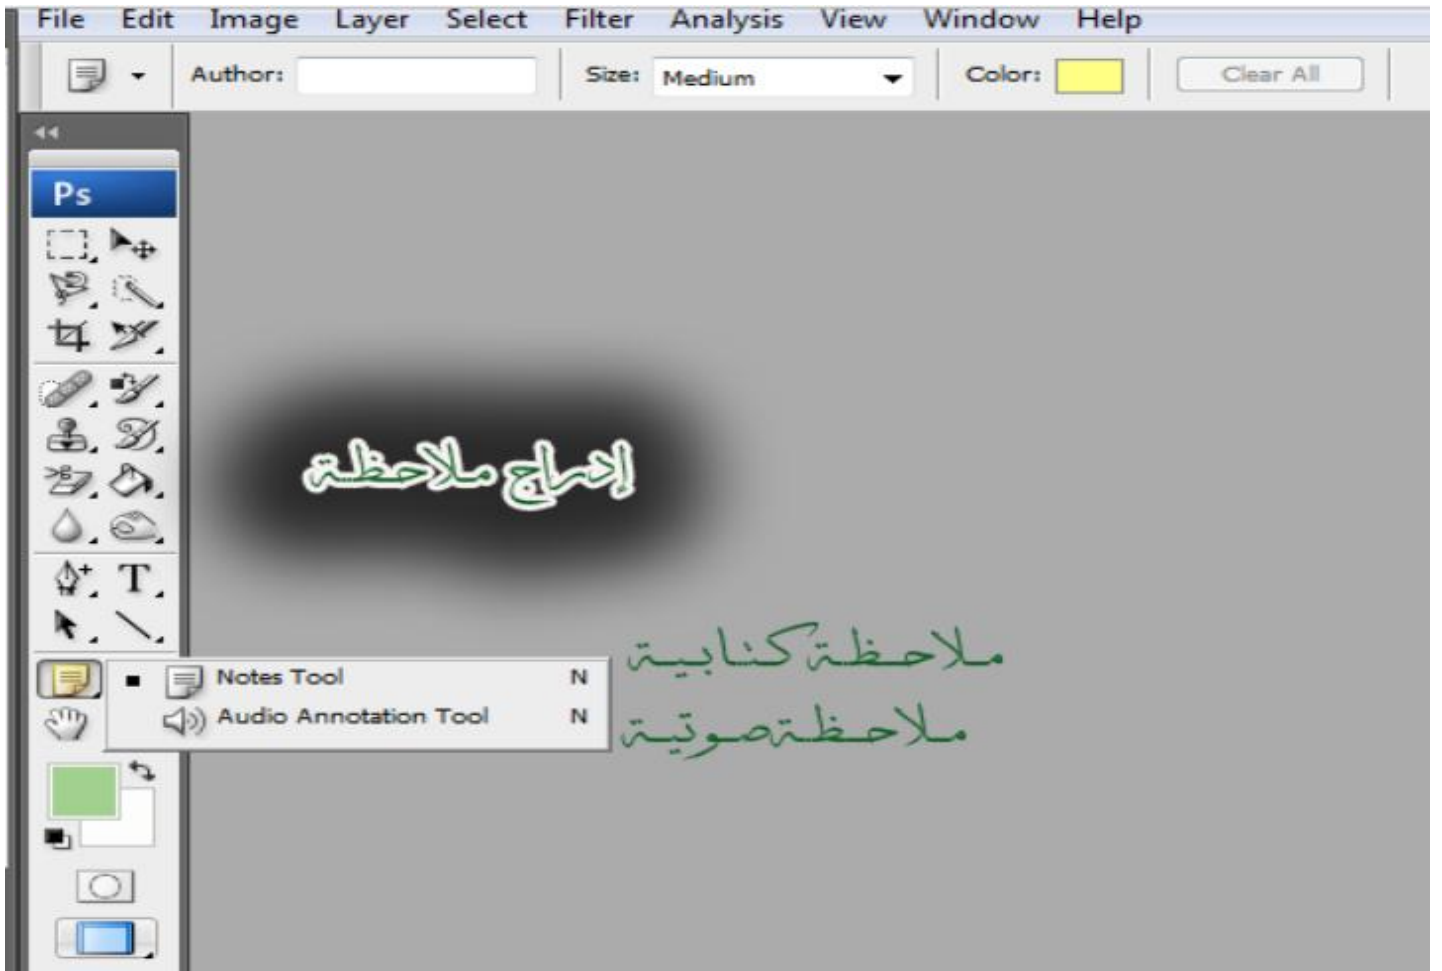 File Edit Image Layer Select Filter Analysis View Window Help
Author: Size: Medium Color: Clear All
Ps
إدراج ملاحظة
T
Notes Tool N
ملاحظة كتابية
Audio Annotation Tool N
ملاحظة صوتية